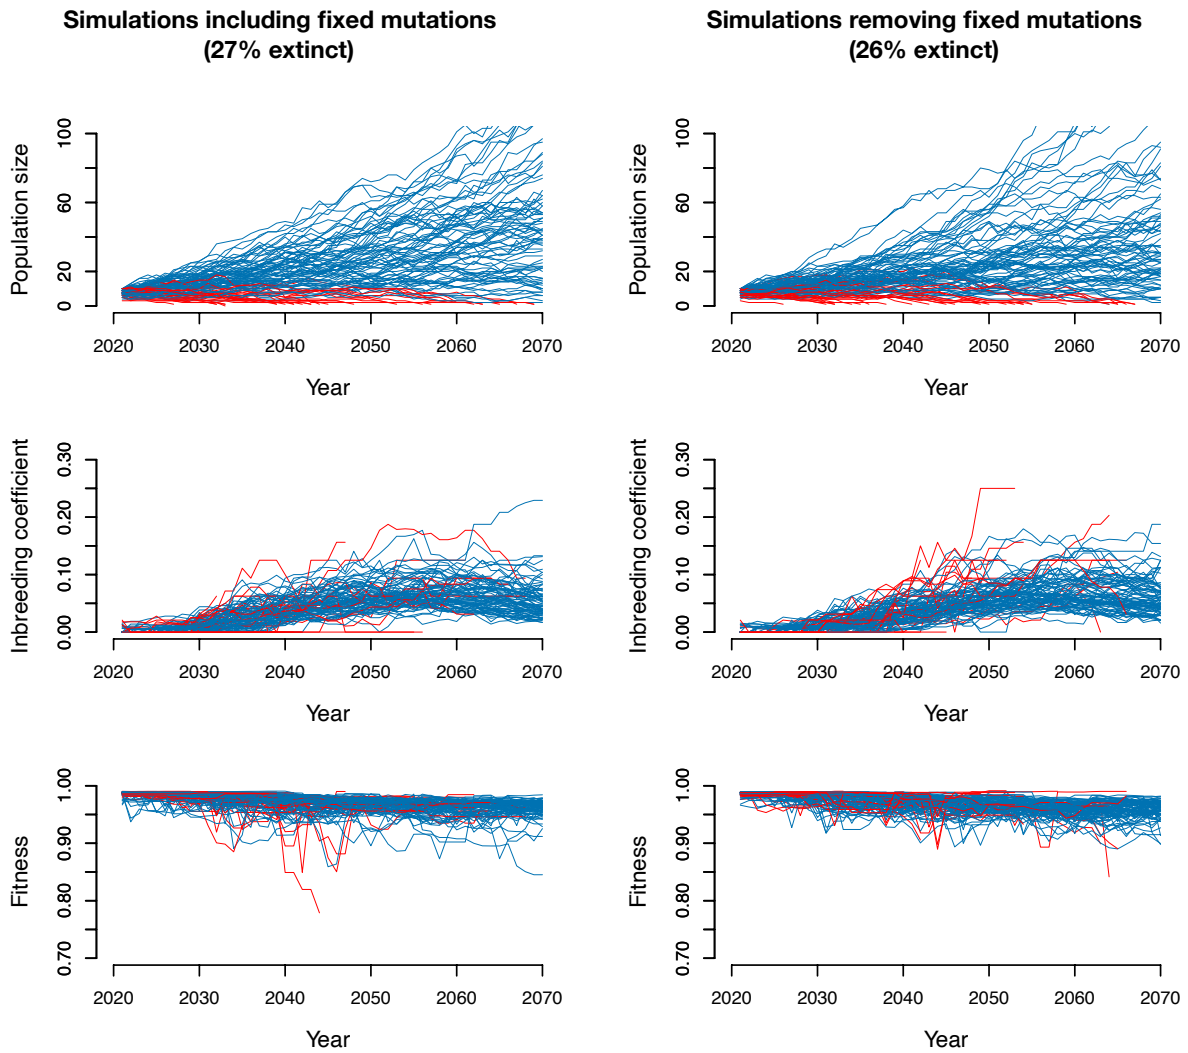 Simulations including fixed mutations
(27% extinct)
Simulations removing fixed mutations
(26% extinct)
Population size
0 20 60 100
2020 2030 2040 2050 2060 2070
Year
Population size
0 20 60 100
2020 2030 2040 2050 2060 2070
Year
Inbreeding coefficient
0.00 0.10 0.20 0.30
2020 2030 2040 2050 2060 2070
Year
Inbreeding coefficient
0.00 0.10 0.20 0.30
2020 2030 2040 2050 2060 2070
Year
Fitness
0.70 0.80 0.90 1.00
2020 2030 2040 2050 2060 2070
Year
Fitness
0.70 0.80 0.90 1.00
2020 2030 2040 2050 2060 2070
Year